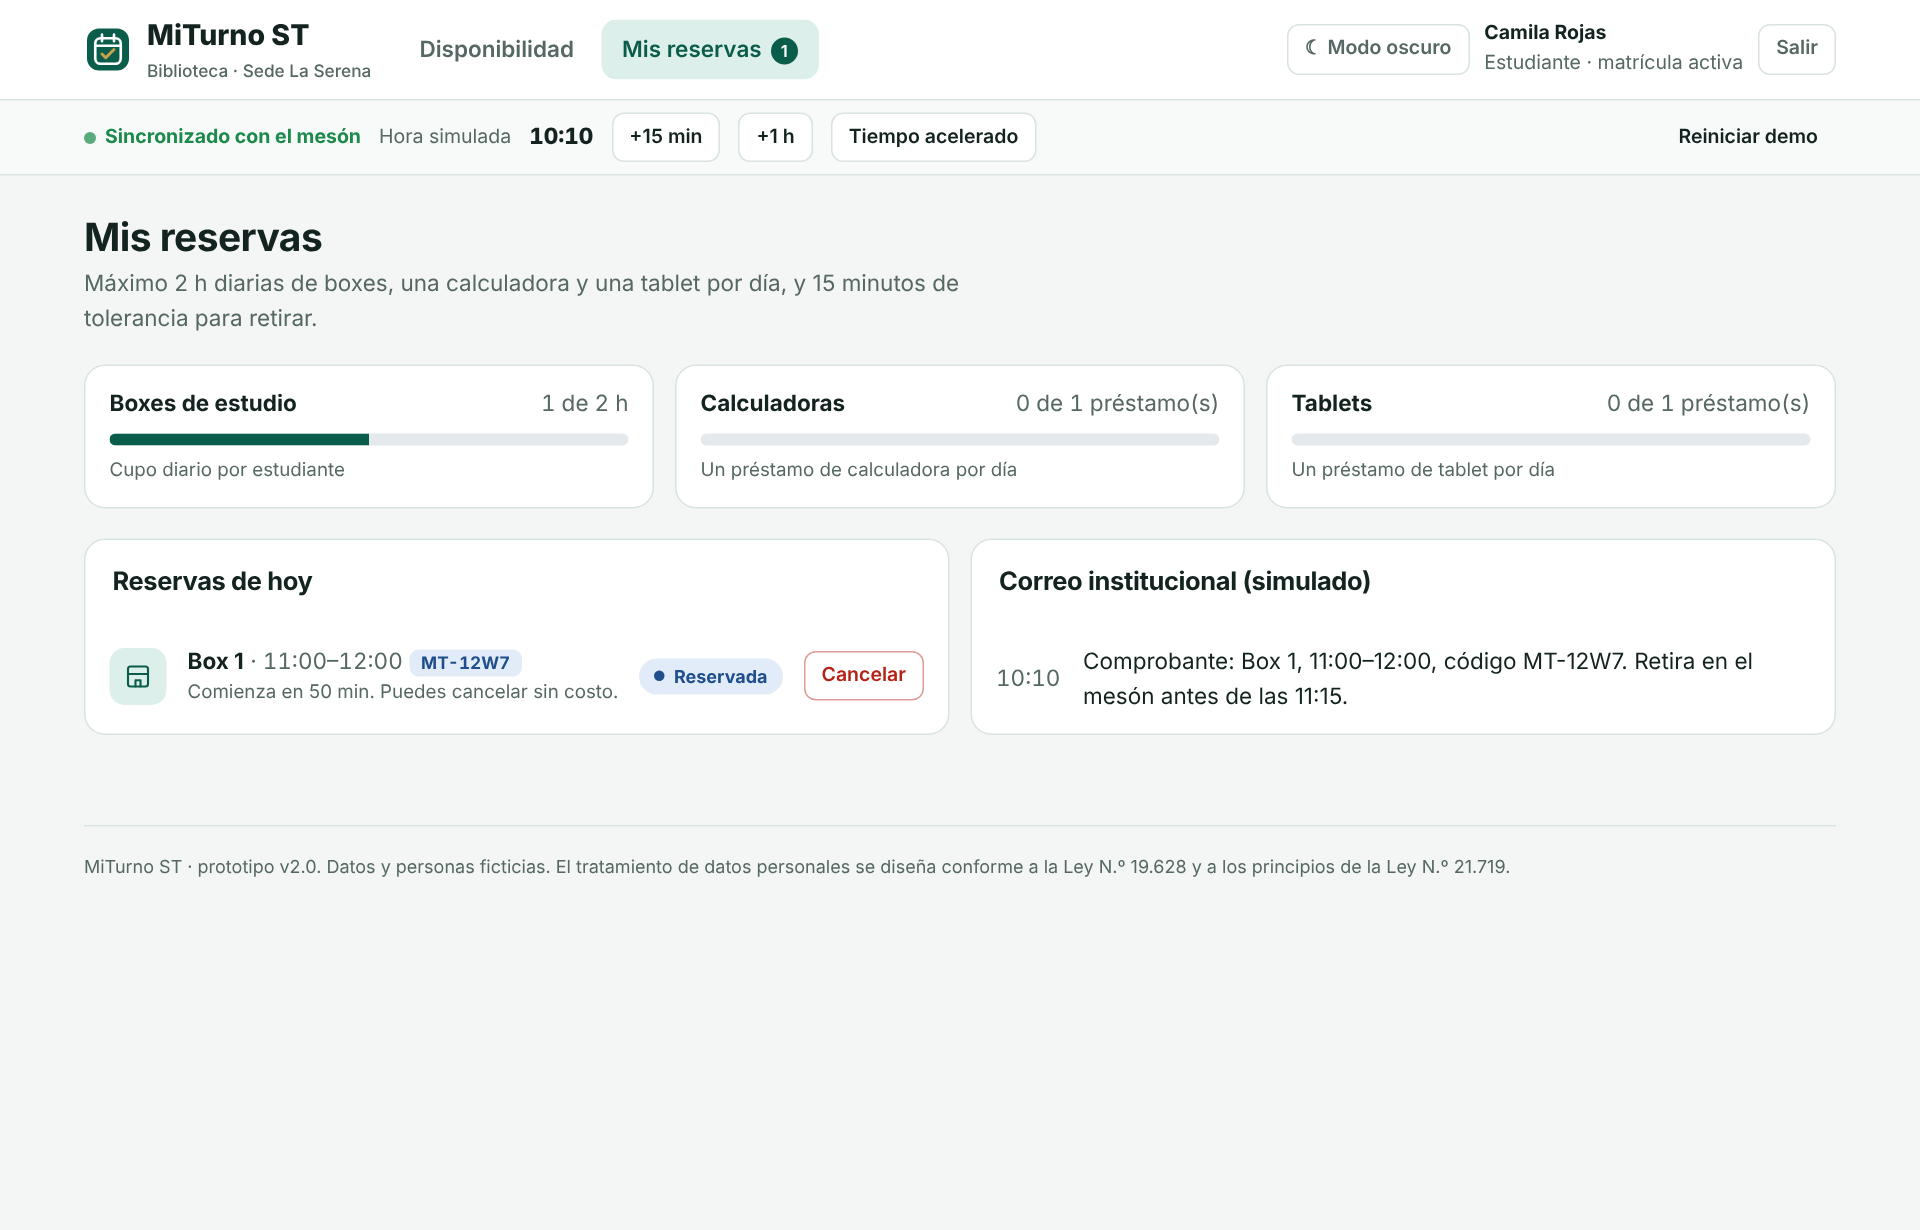 MiTurno ST
Biblioteca · Sede La Serena
Disponibilidad
Mis reservas 1
☾ Modo oscuro
Camila Rojas
Estudiante · matrícula activa
Salir
Sincronizado con el mesón
Hora simulada 10:10
+15 min
+1 h
Tiempo acelerado
Reiniciar demo
Mis reservas
Máximo 2 h diarias de boxes, una calculadora y una tablet por día, y 15 minutos de
tolerancia para retirar.
Boxes de estudio
1 de 2 h
Cupo diario por estudiante
Calculadoras
0 de 1 préstamo(s)
Un préstamo de calculadora por día
Tablets
0 de 1 préstamo(s)
Un préstamo de tablet por día
Reservas de hoy
Box 1 · 11:00–12:00 MT-12W7
Comienza en 50 min. Puedes cancelar sin costo.
Reservada
Cancelar
Correo institucional (simulado)
10:10
Comprobante: Box 1, 11:00–12:00, código MT-12W7. Retira en el
mesón antes de las 11:15.
MiTurno ST · prototipo v2.0. Datos y personas ficticias. El tratamiento de datos personales se diseña conforme a la Ley N.º 19.628 y a los principios de la Ley N.º 21.719.